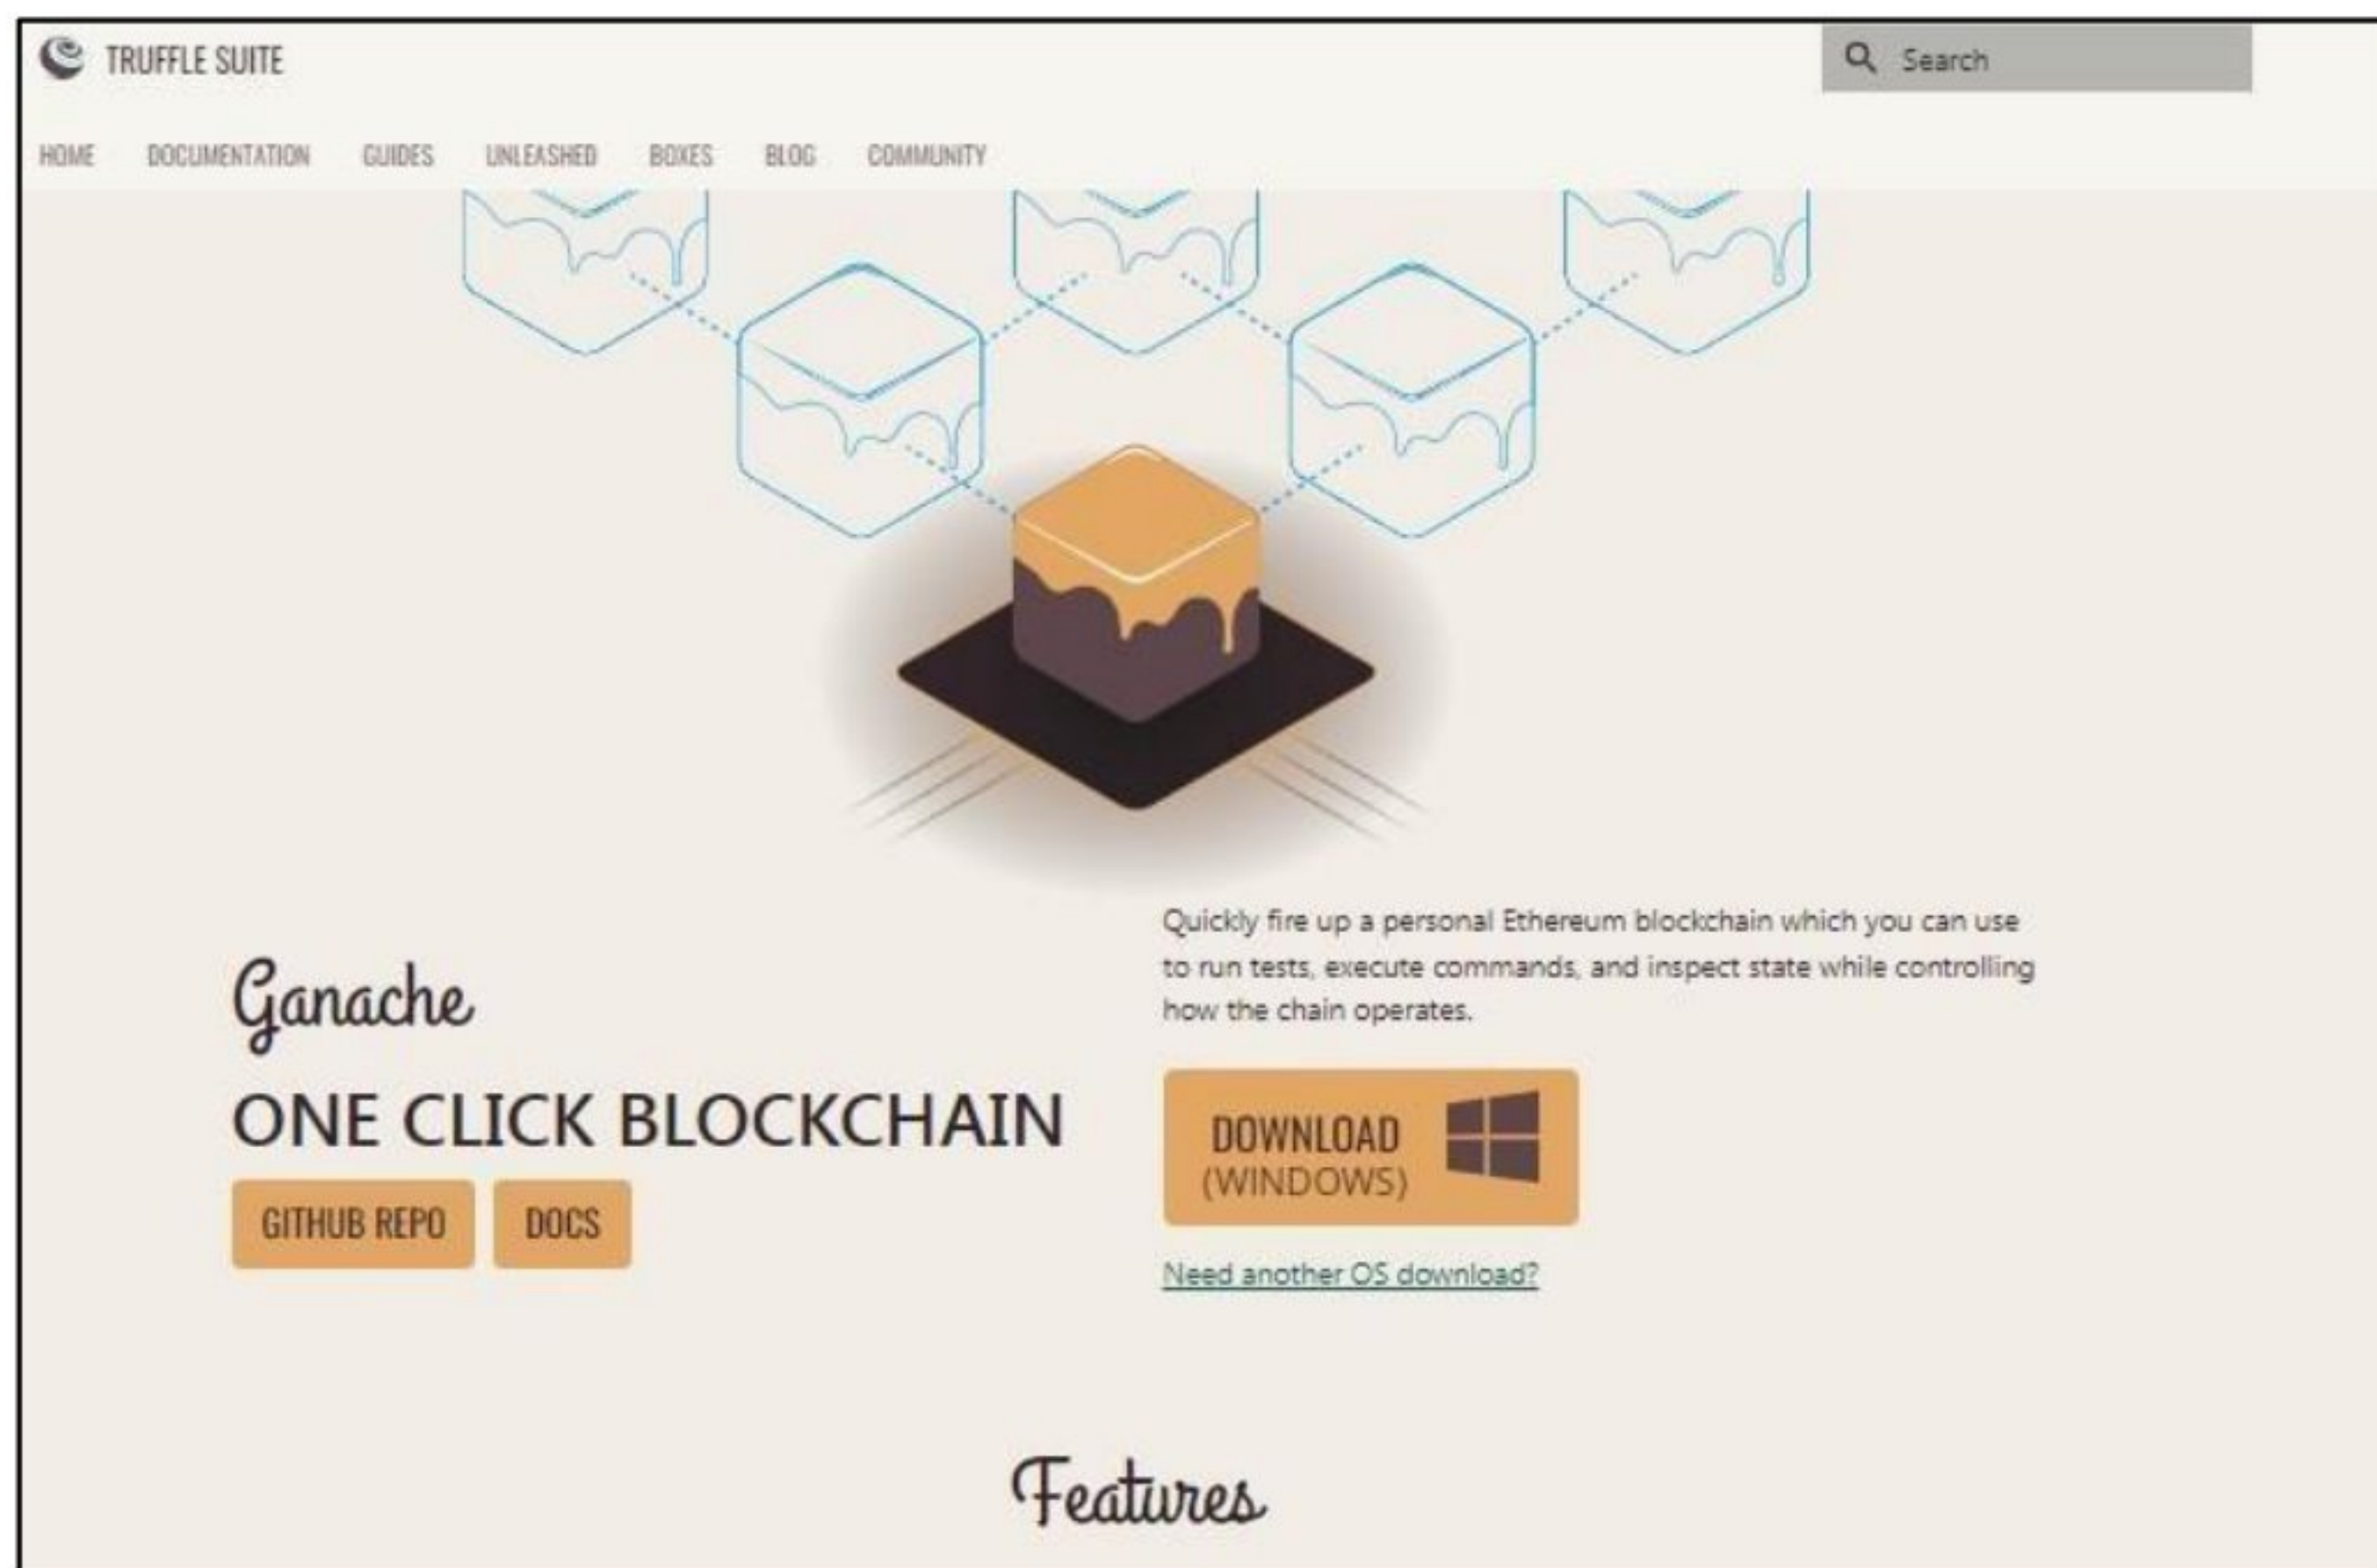 TRUFFLE SUITE
Search
HOME DOCUMENTATION GUIDES UNLEASHED BOXES BLOG COMMUNITY
Quickly fire up a personal Ethereum blockchain which you can use
to run tests, execute commands, and inspect state while controlling
how the chain operates.
Ganache
ONE CLICK BLOCKCHAIN
GITHUB REPO DOCS
DOWNLOAD
(WINDOWS)
Need another OS download?
Features